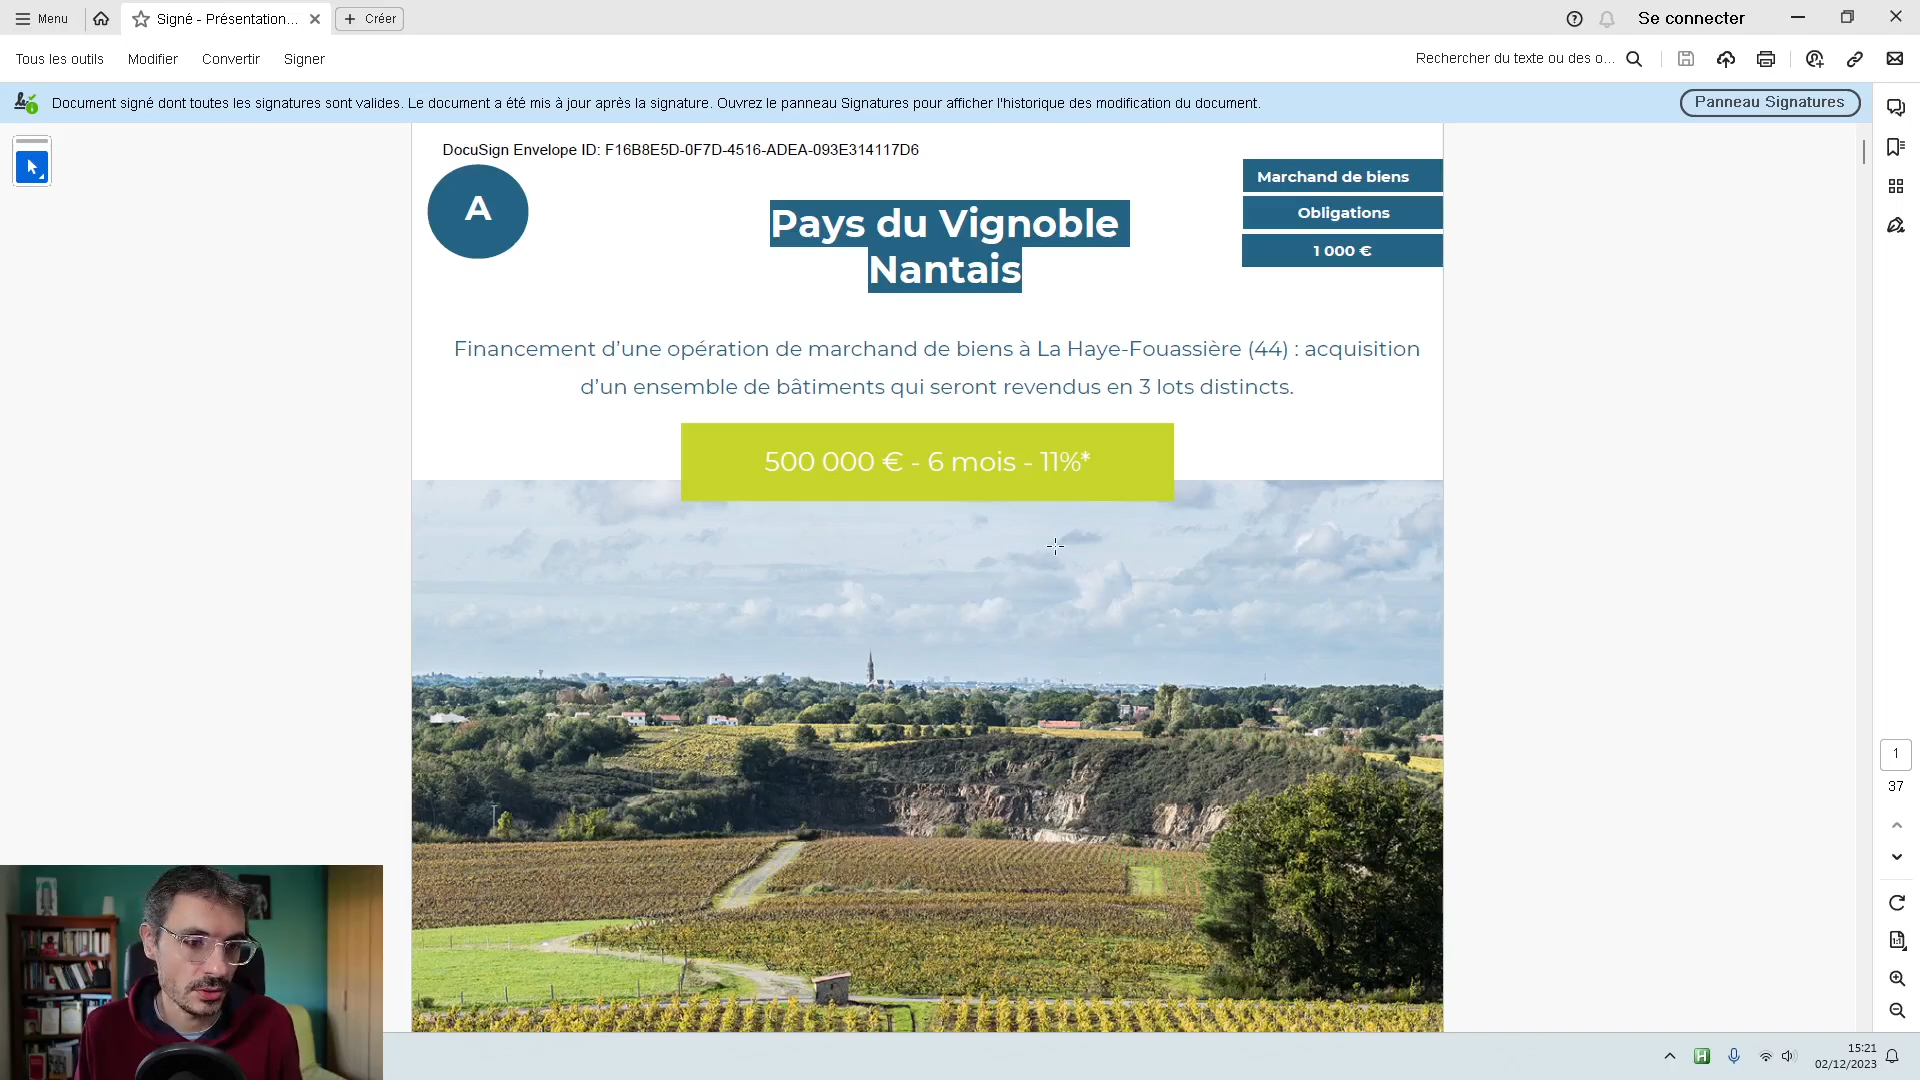 Menu
Signé - Présentation...
Créer
Se connecter
Tous les outils
Modifier
Convertir
Signer
Rechercher du texte ou des o...
Document signé dont toutes les signatures sont valides. Le document a été mis à jour après la signature. Ouvrez le panneau Signatures pour afficher l'historique des modification du document.
Panneau Signatures
DocuSign Envelope ID: F16B8E5D-0F7D-4516-ADEA-093E314117D6
A
Pays du Vignoble
Nantais
Marchand de biens
Obligations
1 000 €
Financement d'une opération de marchand de biens à La Haye-Fouassière (44) : acquisition
d'un ensemble de bâtiments qui seront revendus en 3 lots distincts.
500 000 € - 6 mois - 11%*
1
37
1:1
H
15:21
02/12/2023